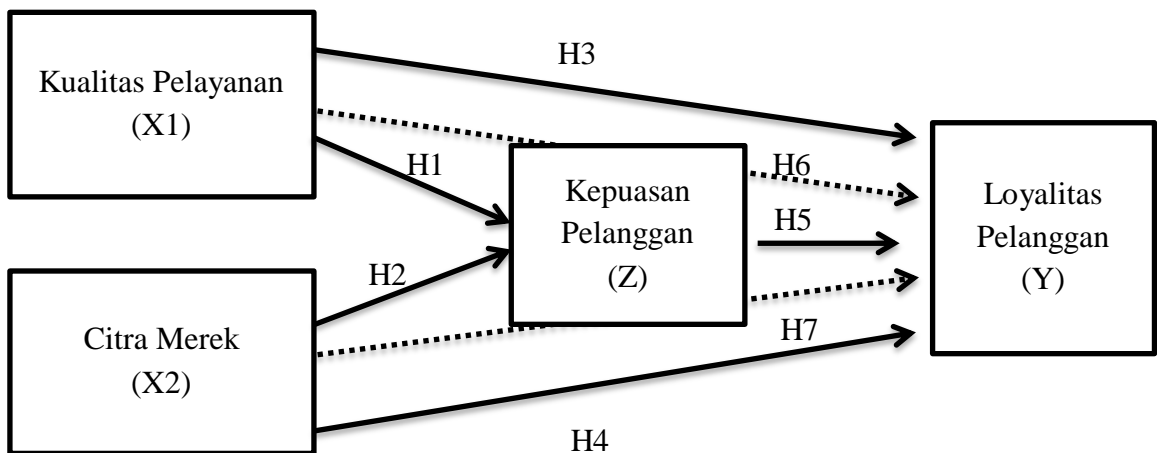 Kualitas Pelayanan
(X1)
H3
H1
Kepuasan
Pelanggan
(Z)
H6
H5
Loyalitas
Pelanggan
(Y)
Citra Merek
(X2)
H2
H7
H4